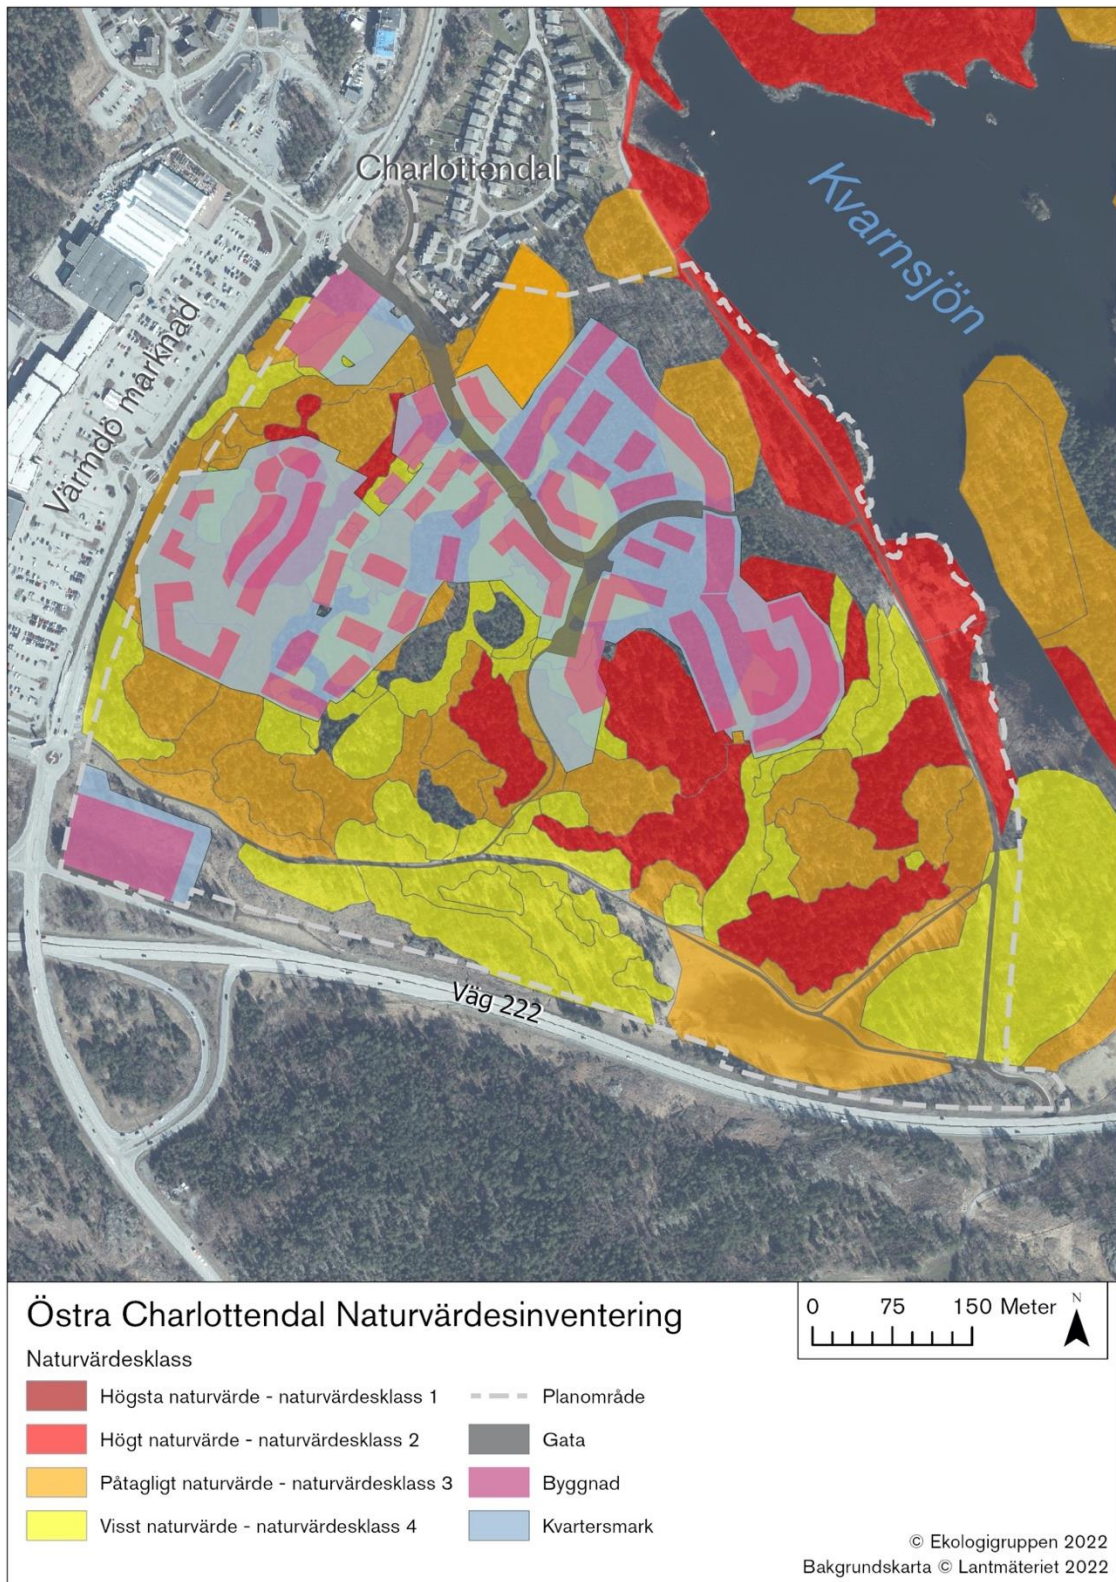 Charlottendal
Kvarnsjön
Värmdö marknad
Väg 222
Östra Charlottendal Naturvärdesinventering
Naturvärdesklass
Högsta naturvärde - naturvärdesklass 1
Högt naturvärde - naturvärdesklass 2
Påtagligt naturvärde - naturvärdesklass 3
Visst naturvärde - naturvärdesklass 4
Planområde
Gata
Byggnad
Kvartersmark
0 75 150 Meter
N
© Ekologigruppen 2022
Bakgrundskarta © Lantmäteriet 2022